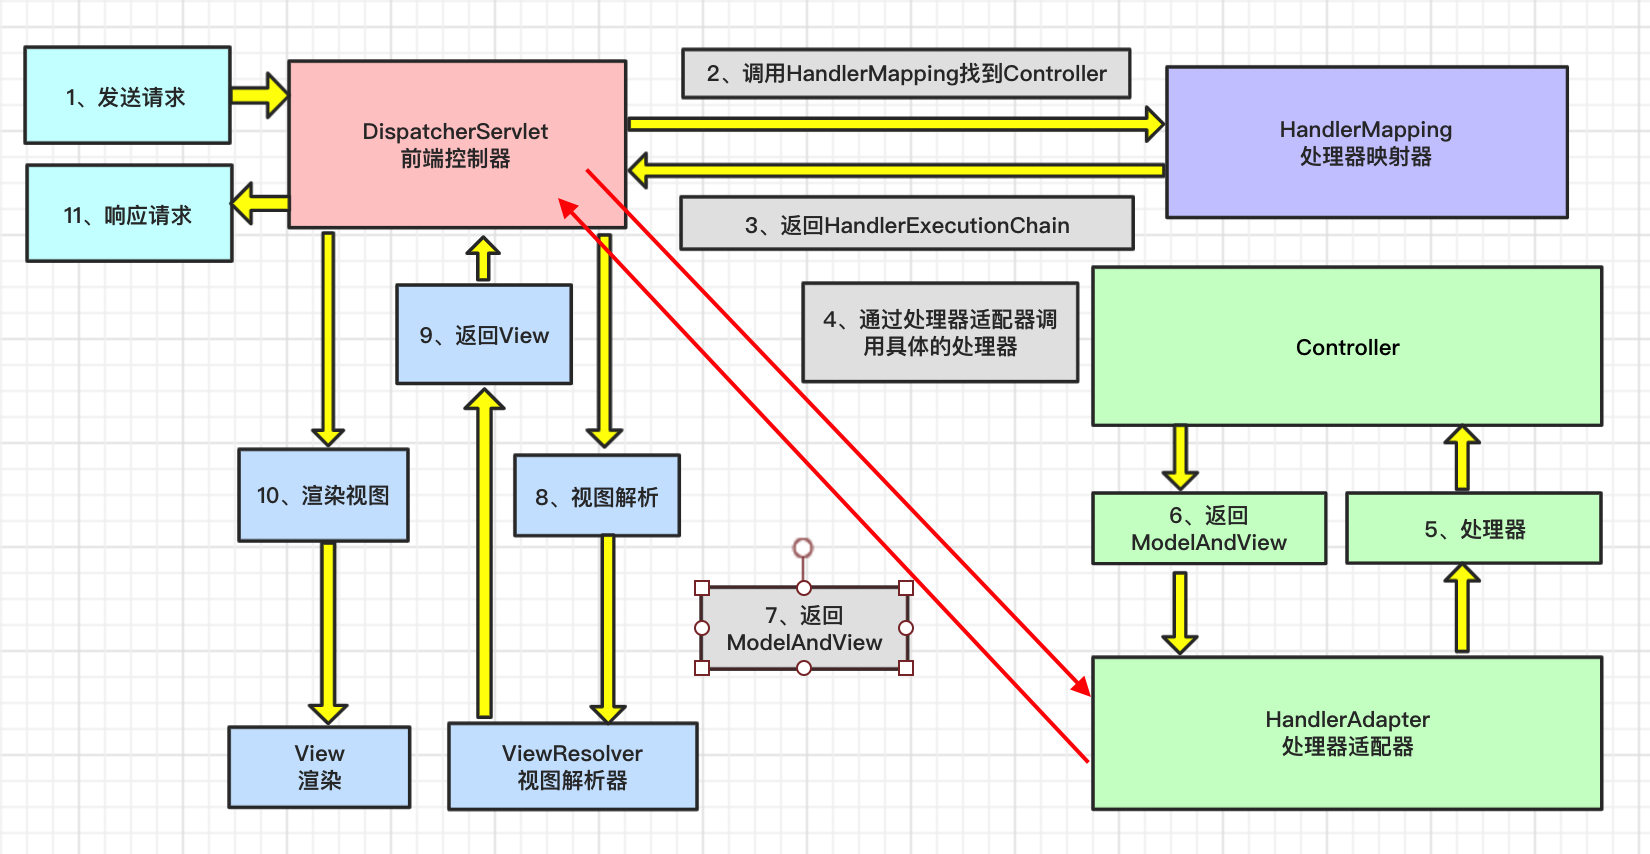 1、发送请求
DispatcherServlet
前端控制器
2、调用HandlerMapping找到Controller
HandlerMapping
处理器映射器
11、响应请求
3、返回HandlerExecutionChain
9、返回View
4、通过处理器适配器调
用具体的处理器
Controller
10、渲染视图
8、视图解析
6、返回
ModelAndView
5、处理器
7、返回
ModelAndView
View
渲染
ViewResolver
视图解析器
HandlerAdapter
处理器适配器